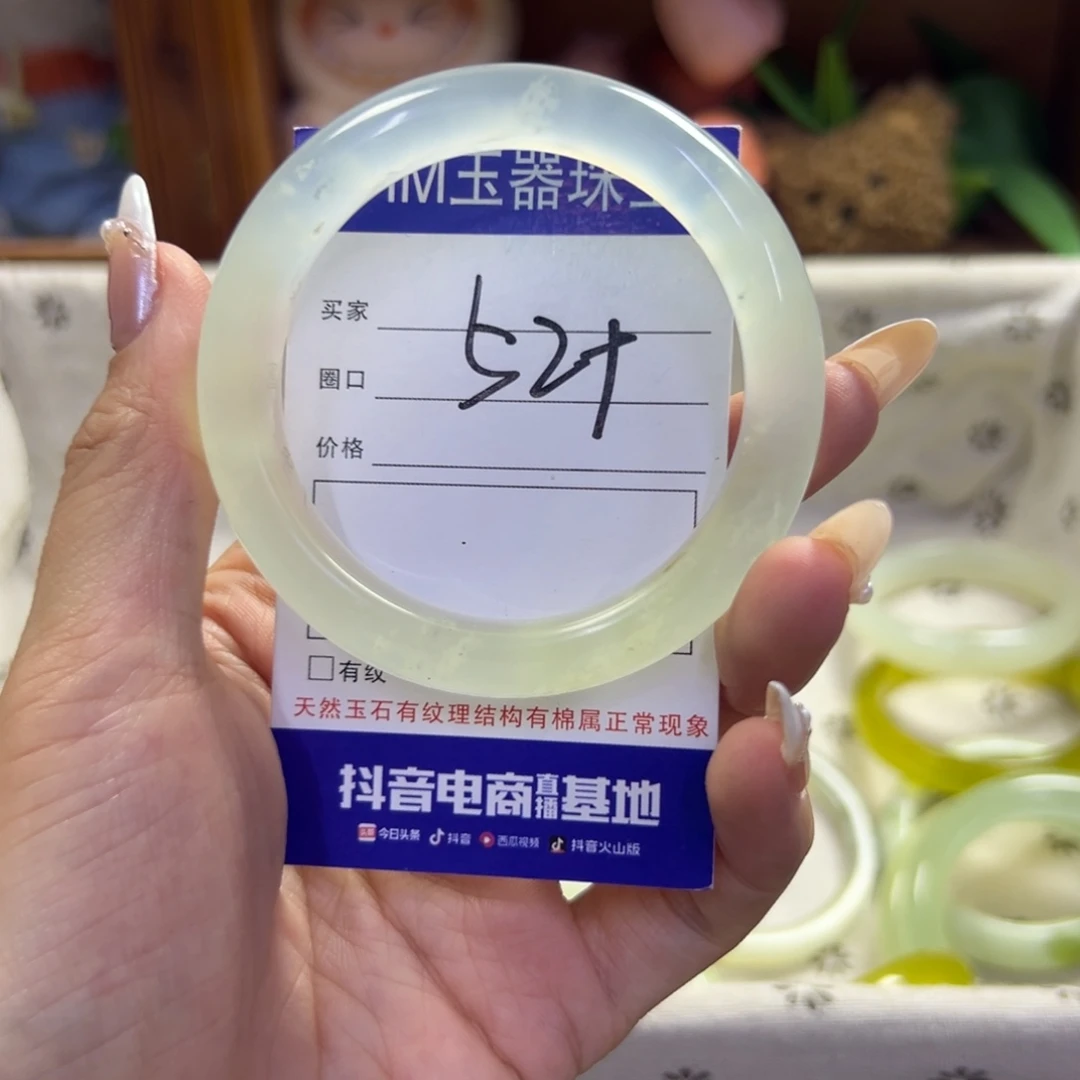 M玉器珠
买家
圈口
价格
有纹
天然玉石有纹理结构有棉属正常现象
抖音电商直播基地
今日头条 抖音 西瓜视频 抖音火山版